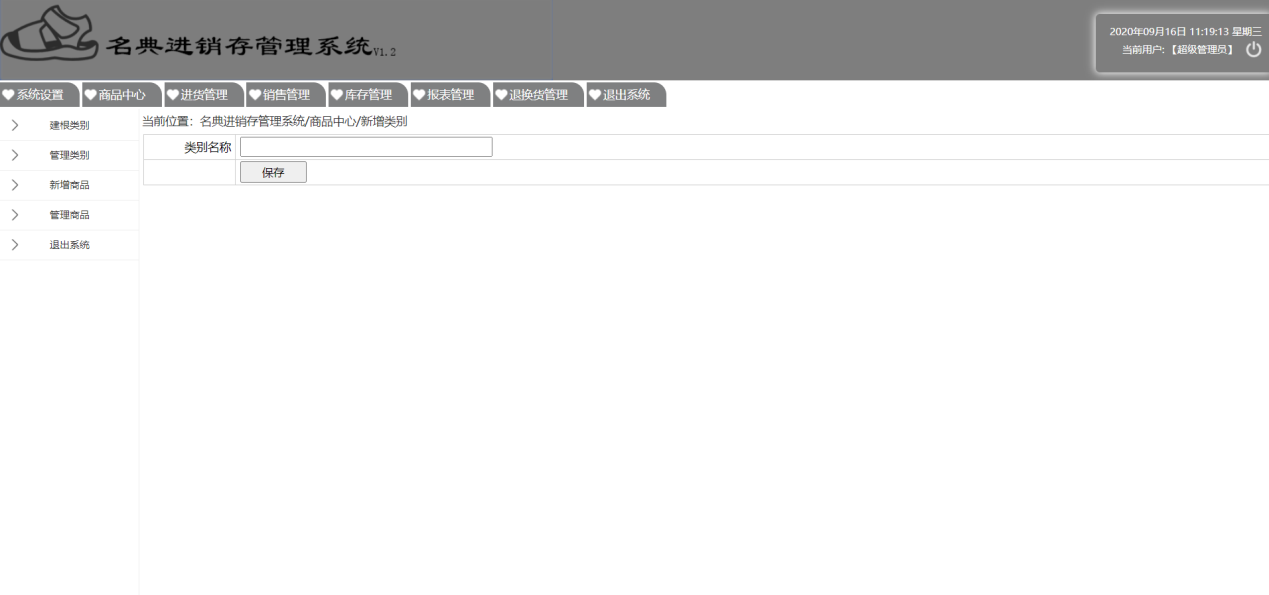 名典进销存管理系统V1.2
2020年09月16日 11:19:13 星期三
当前用户:【超级管理员】
系统设置 商品中心 进货管理 销售管理 库存管理 报表管理 退换货管理 退出系统
当前位置：名典进销存管理系统/商品中心/新增类别
建根类别
管理类别
新增商品
管理商品
退出系统
类别名称
保存